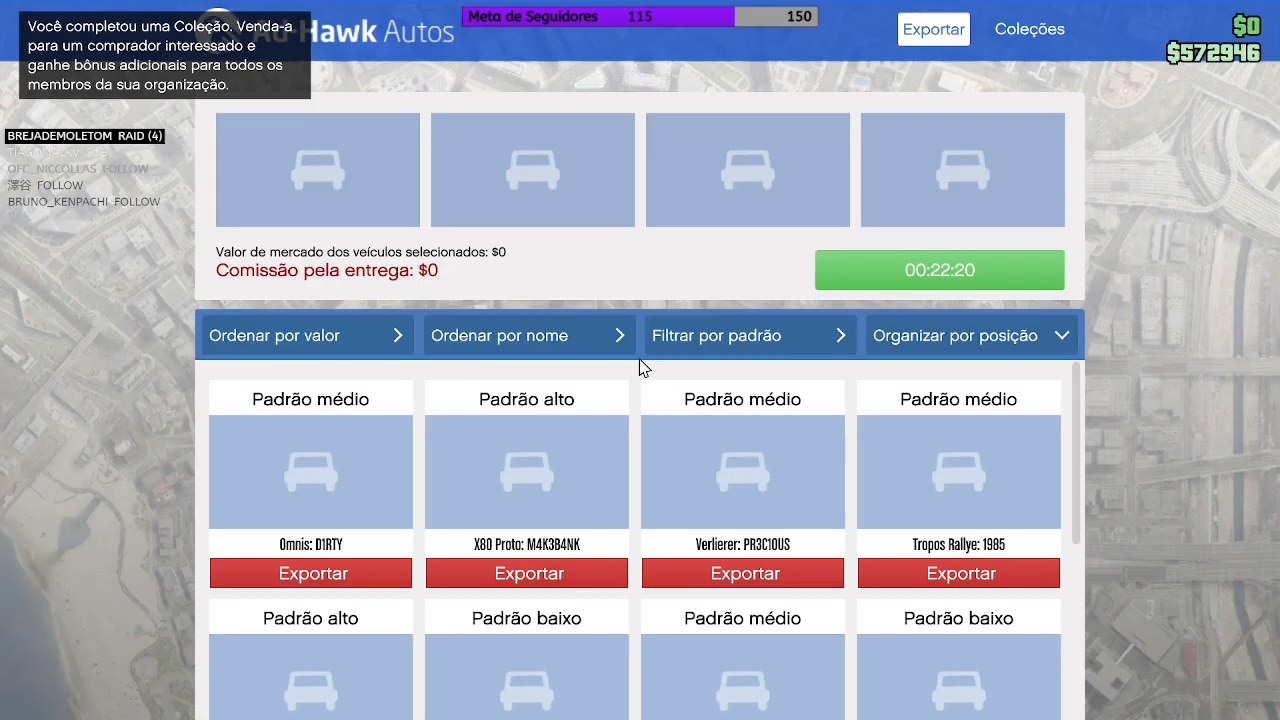 Você completou uma Coleção. Venda-a
para um comprador interessado e
ganhe bônus adicionais para todos os
membros da sua organização.
Meta de Seguidores 115 150
Hawk Autos
Exportar
Coleções
$0
$572946
BREJADEMOLETOM RAID (4)
OFC_NICCOLLAS FOLLOW
澤谷 FOLLOW
BRUNO_KENPACHI FOLLOW
Valor de mercado dos veículos selecionados: $0
Comissão pela entrega: $0
00:22:20
Ordenar por valor
Ordenar por nome
Filtrar por padrão
Organizar por posição
Padrão médio
Padrão alto
Padrão médio
Padrão médio
Omnis: D1RTY
X80 Proto: M4K3B4NK
Verlierer: PR3C10US
Tropos Rallye: 1985
Exportar
Exportar
Exportar
Exportar
Padrão alto
Padrão baixo
Padrão médio
Padrão baixo